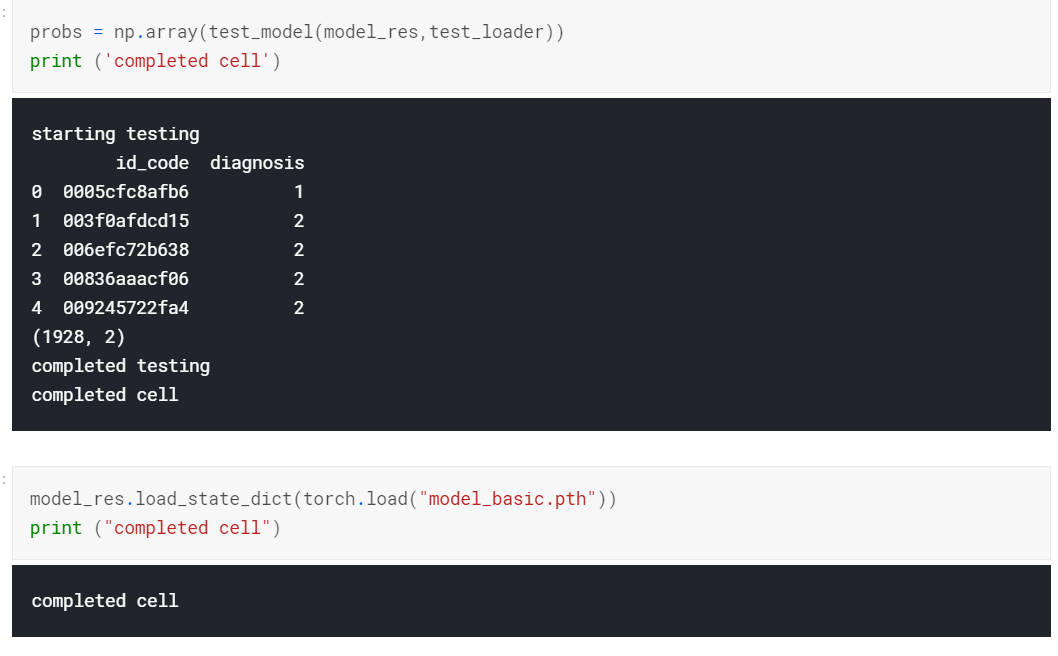 :
probs = np.array(test_model(model_res,test_loader))
print ('completed cell')
starting testing
id_code diagnosis
0 0005cfc8afb6 1
1 003f0afdcd15 2
2 006efc72b638 2
3 00836aaacf06 2
4 009245722fa4 2
(1928, 2)
completed testing
completed cell
:
model_res.load_state_dict(torch.load("model_basic.pth"))
print ("completed cell")
completed cell